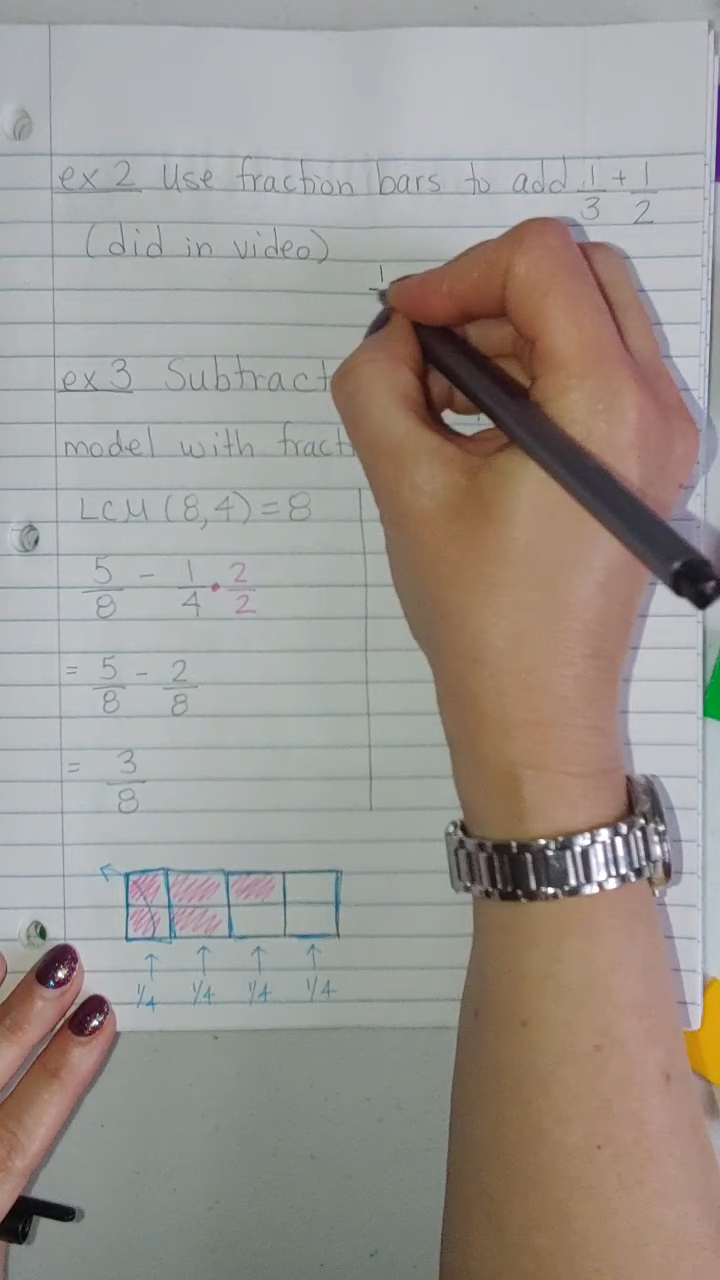 ex 2 Use fraction bars to add 1/3 + 1/2
(did in video)
1
ex 3 Subtract
model with
LCM (8,4) = 8
5/8 - 1/4 • 2/2
= 5/8 - 2/8
= 3/8
1/4 1/4 1/4 1/4